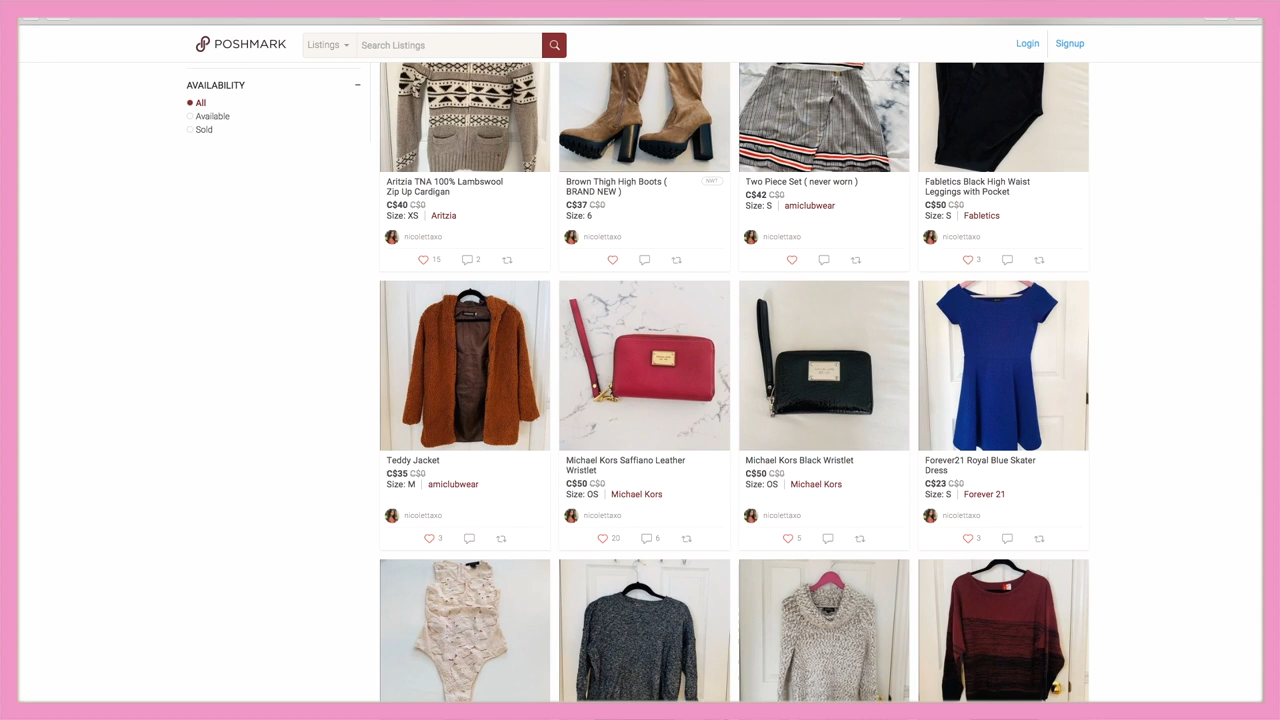 POSHMARK
Listings
Search Listings
Login
Signup
AVAILABILITY
All
Available
Sold
Aritzia TNA 100% Lambswool
Zip Up Cardigan
C$40 C$0
Size: XS | Aritzia
nicolettaxo
15
2
Brown Thigh High Boots (
BRAND NEW )
NWT
C$37 C$0
Size: 6
nicolettaxo
Two Piece Set ( never worn )
C$42 C$0
Size: S | amiclubwear
nicolettaxo
Fabletics Black High Waist
Leggings with Pocket
C$50 C$0
Size: S | Fabletics
nicolettaxo
3
Teddy Jacket
C$35 C$0
Size: M | amiclubwear
nicolettaxo
3
Michael Kors Saffiano Leather
Wristlet
C$50 C$0
Size: OS | Michael Kors
nicolettaxo
20
6
Michael Kors Black Wristlet
C$50 C$0
Size: OS | Michael Kors
nicolettaxo
5
Forever21 Royal Blue Skater
Dress
C$23 C$0
Size: S | Forever 21
nicolettaxo
3